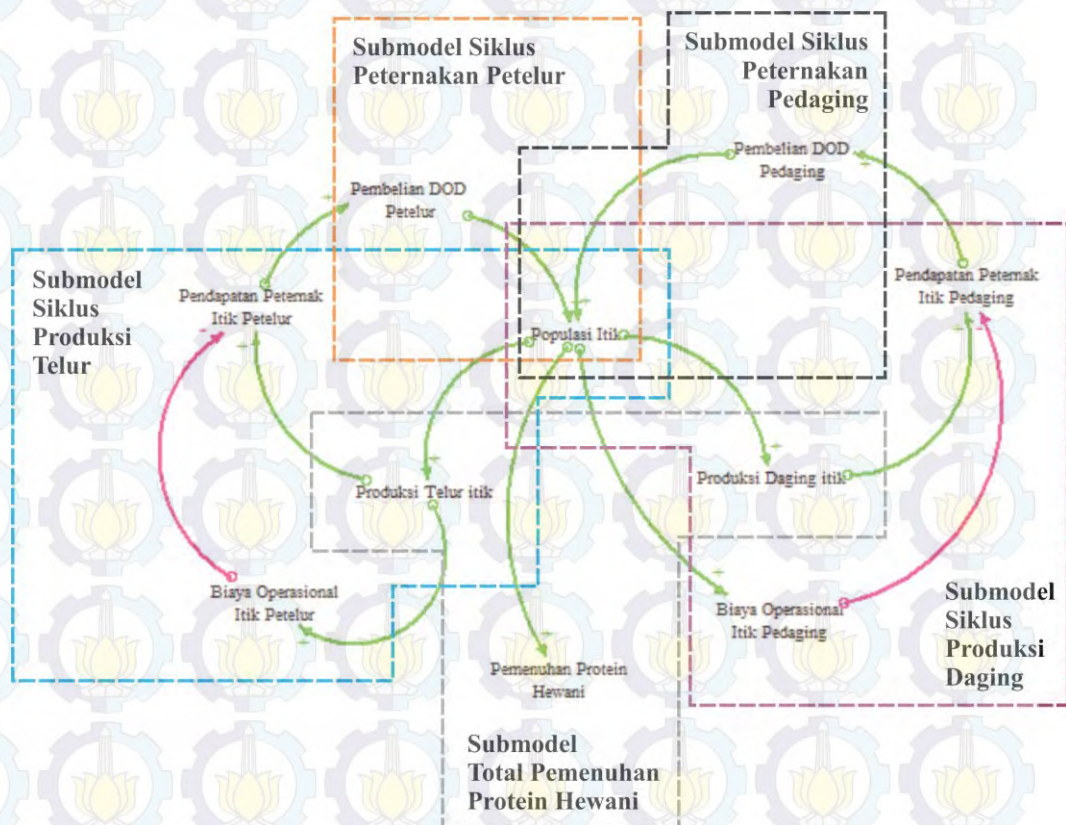 Submodel Siklus
Peternakan Petelur
Submodel Siklus
Peternakan
Pedaging
Pembelian DOD
Pedaging
Pembelian DOD
Petelur
Submodel
Siklus
Produksi
Telur
Pendapatan Peternak
Itik Petelur
Pendapatan Peternak
Itik Pedaging
Populasi Itik
Produksi Telur itik
Produksi Daging itik
Biaya Operasional
Itik Petelur
Biaya Operasional
Itik Pedaging
Submodel
Siklus
Produksi
Daging
Pemenuhan Protein
Hewani
Submodel
Total Pemenuhan
Protein Hewani